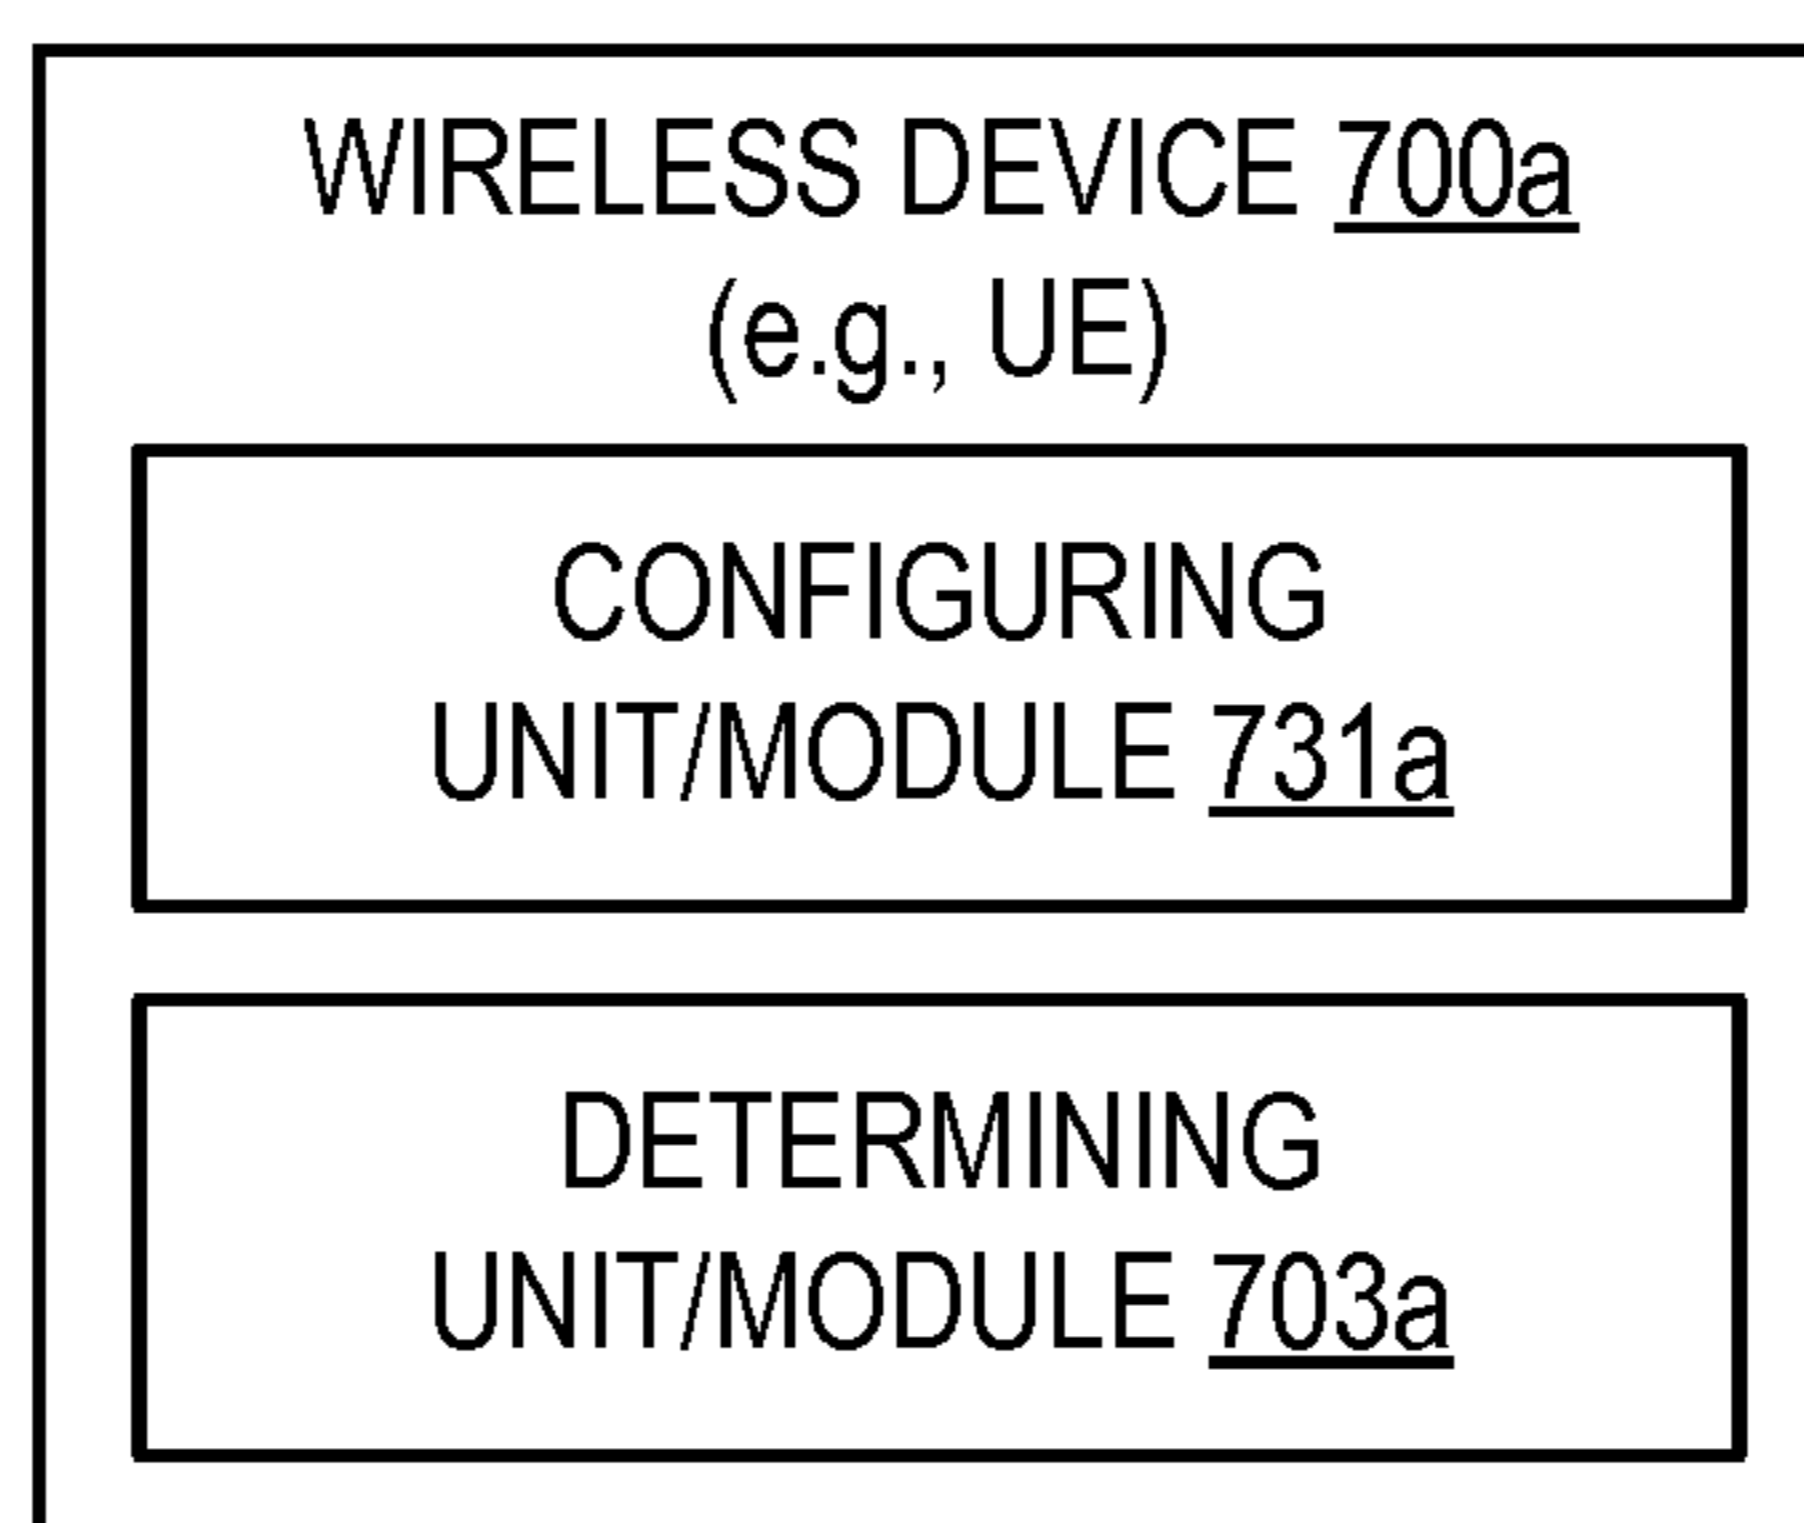 WIRELESS DEVICE 700a
(e.g., UE)
CONFIGURING
UNIT/MODULE 731a
DETERMINING
UNIT/MODULE 703a